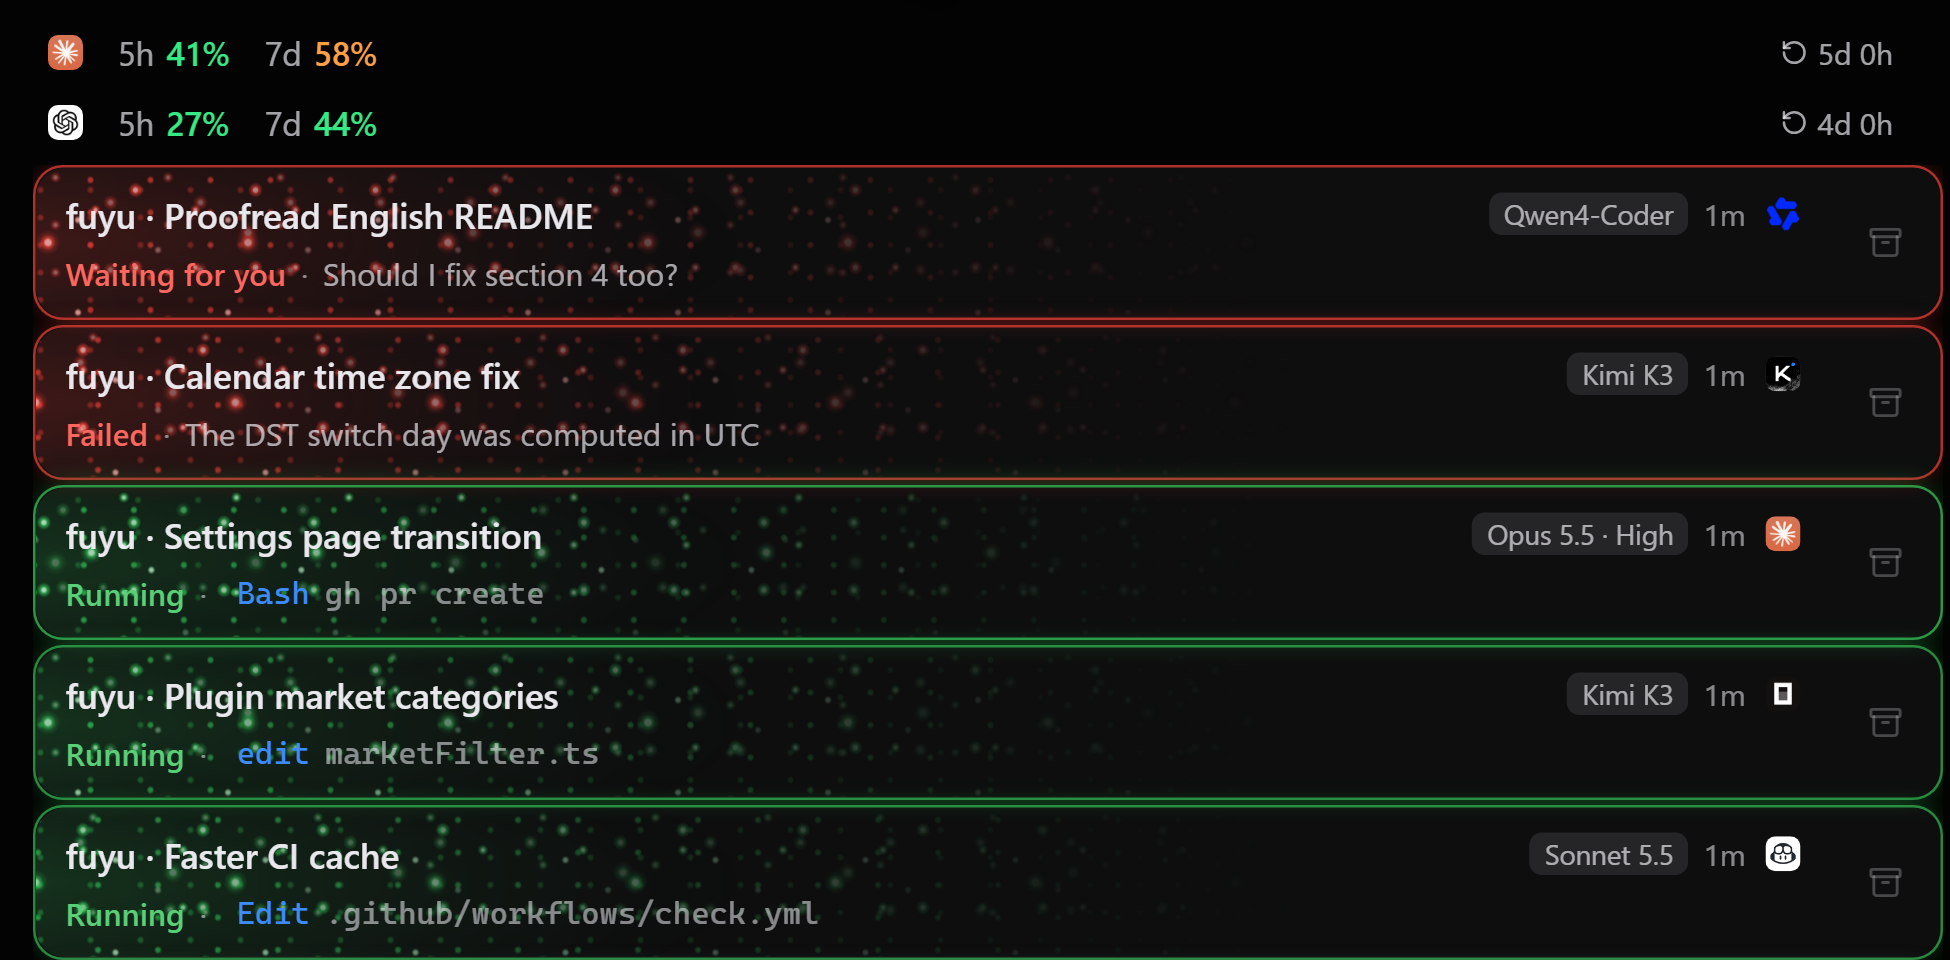 5h 41% 7d 58% 5d 0h
5h 27% 7d 44% 4d 0h
fuyu · Proofread English README Qwen4-Coder 1m
Waiting for you · Should I fix section 4 too?
fuyu · Calendar time zone fix Kimi K3 1m
Failed · The DST switch day was computed in UTC
fuyu · Settings page transition Opus 5.5 · High 1m
Running · Bash gh pr create
fuyu · Plugin market categories Kimi K3 1m
Running · edit marketFilter.ts
fuyu · Faster CI cache Sonnet 5.5 1m
Running · Edit .github/workflows/check.yml